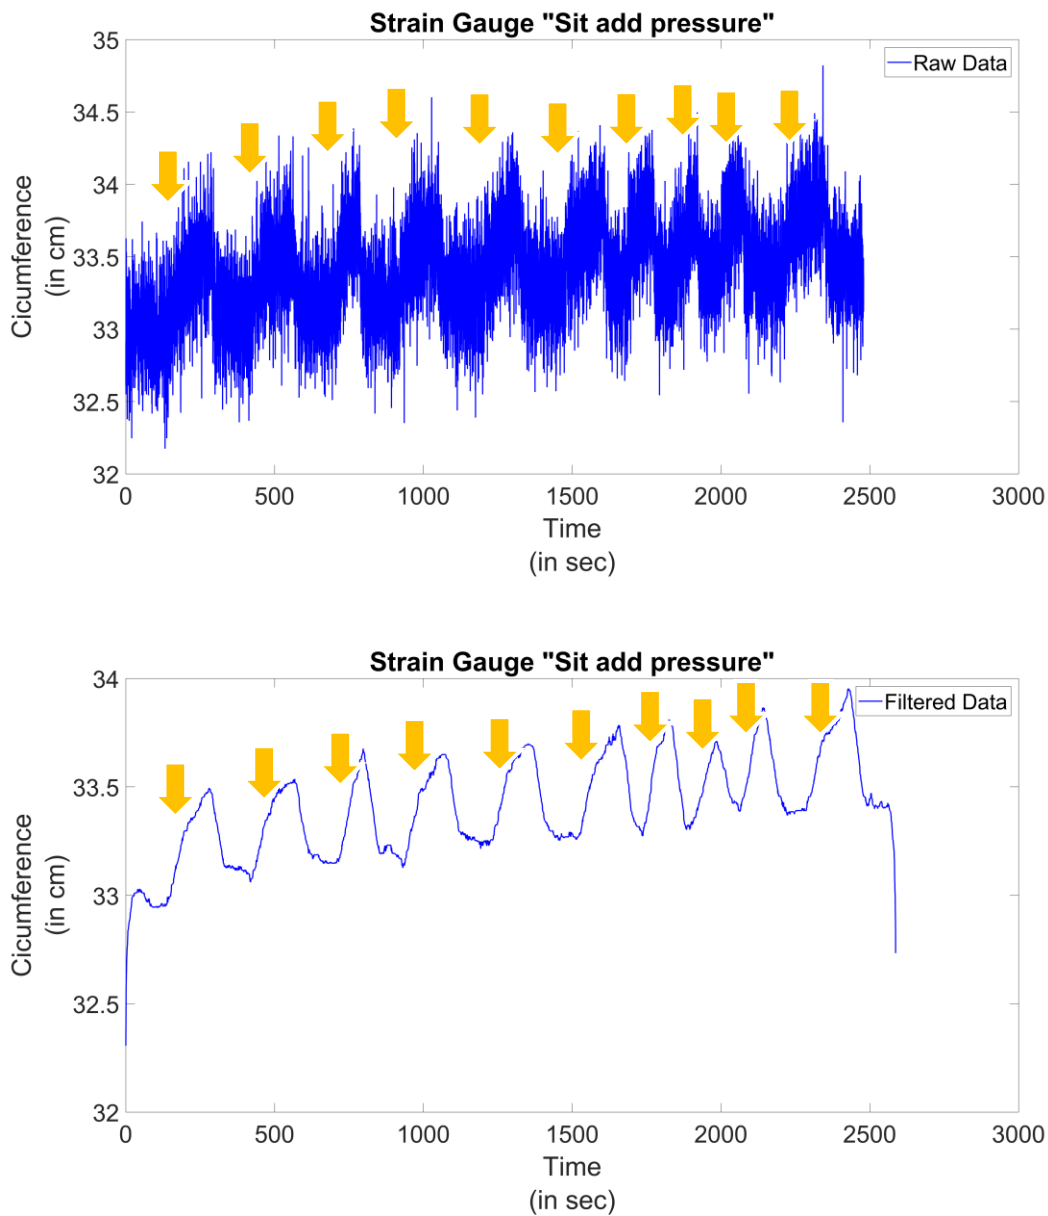 Strain Gauge "Sit add pressure"
35
34.5
34
33.5
33
32.5
32
Cicumference
(in cm)
Raw Data
0 500 1000 1500 2000 2500 3000
Time
(in sec)
Strain Gauge "Sit add pressure"
34
33.5
33
32.5
32
Cicumference
(in cm)
Filtered Data
0 500 1000 1500 2000 2500 3000
Time
(in sec)